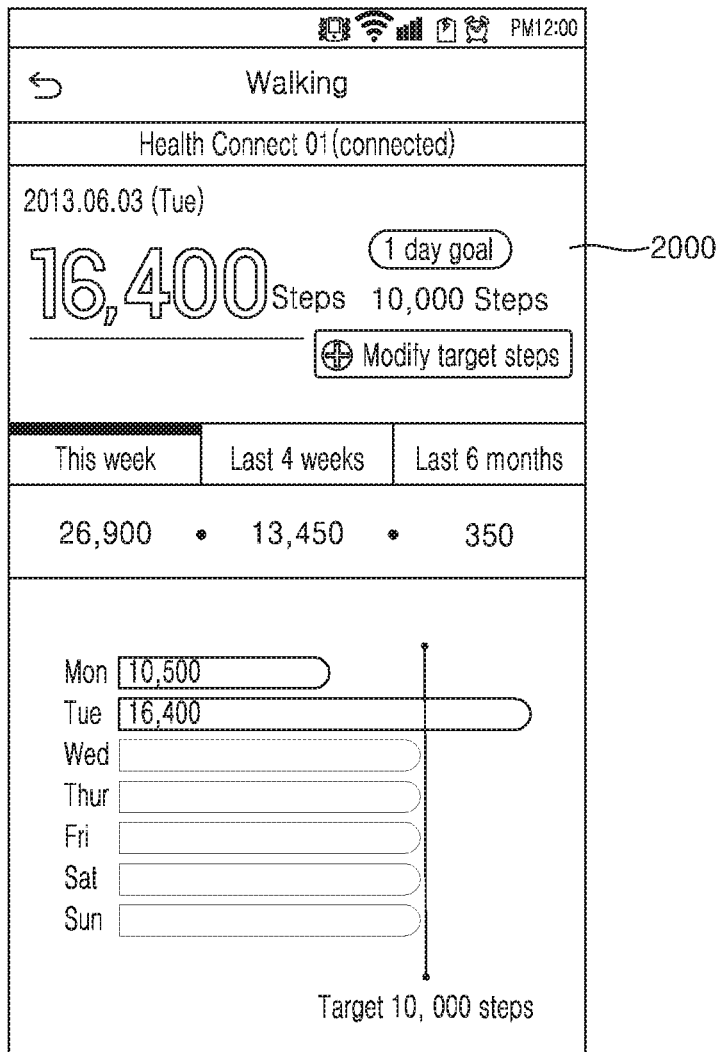 PM12:00
Walking
Health Connect 01(connected)
2013.06.03 (Tue)
1 day goal
2000
16,400 Steps
10,000 Steps
Modify target steps
This week Last 4 weeks Last 6 months
26,900 • 13,450 • 350
Mon 10,500
Tue 16,400
Wed
Thur
Fri
Sat
Sun
Target 10, 000 steps